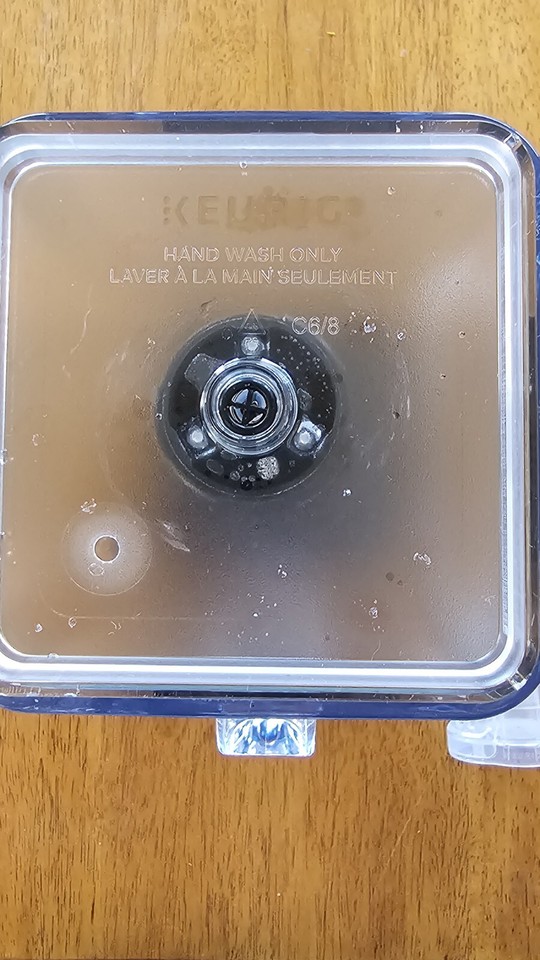 KEURIG
HAND WASH ONLY
LAVER À LA MAIN SEULEMENT
C6/8